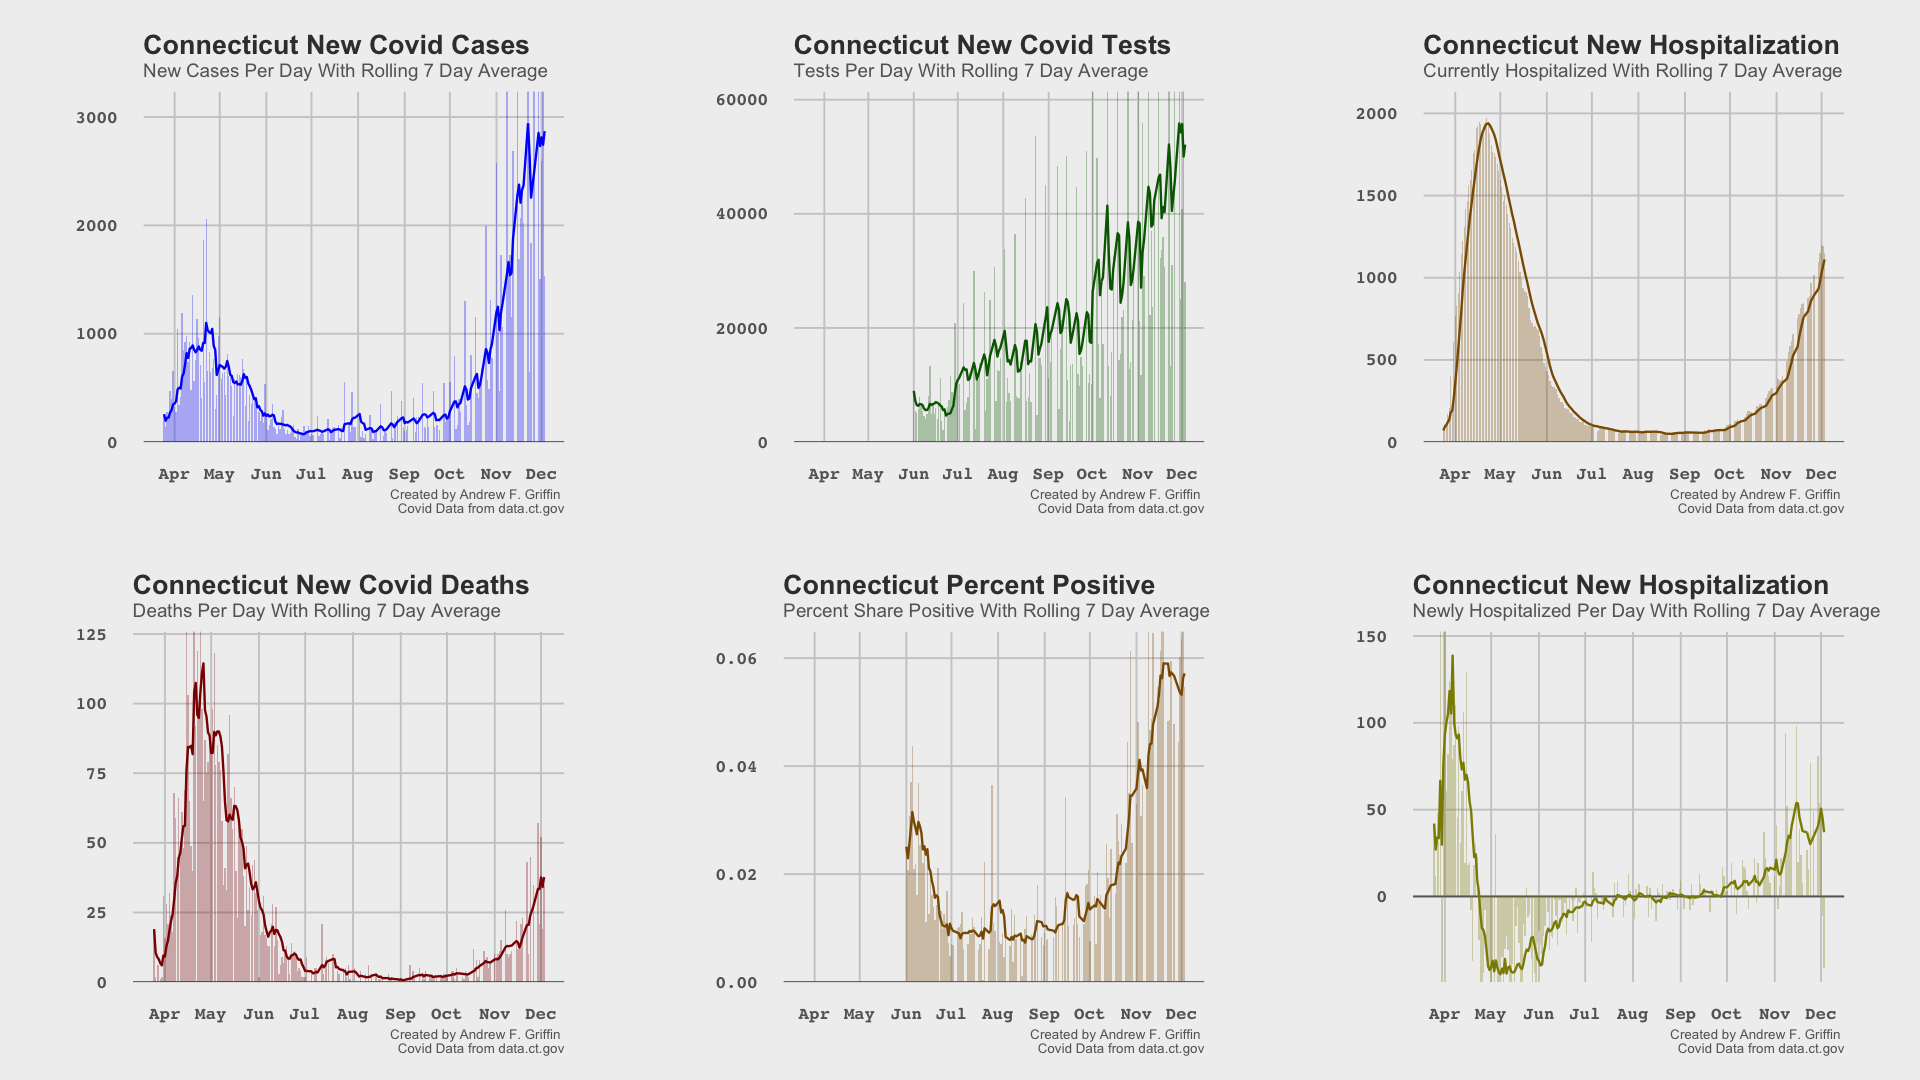 Connecticut New Covid Cases
New Cases Per Day With Rolling 7 Day Average
3000
2000
1000
0
Apr May Jun Jul Aug Sep Oct Nov Dec
Created by Andrew F. Griffin
Covid Data from data.ct.gov
Connecticut New Covid Tests
Tests Per Day With Rolling 7 Day Average
60000
40000
20000
0
Apr May Jun Jul Aug Sep Oct Nov Dec
Created by Andrew F. Griffin
Covid Data from data.ct.gov
Connecticut New Hospitalization
Currently Hospitalized With Rolling 7 Day Average
2000
1500
1000
500
0
Apr May Jun Jul Aug Sep Oct Nov Dec
Created by Andrew F. Griffin
Covid Data from data.ct.gov
Connecticut New Covid Deaths
Deaths Per Day With Rolling 7 Day Average
125
100
75
50
25
0
Apr May Jun Jul Aug Sep Oct Nov Dec
Created by Andrew F. Griffin
Covid Data from data.ct.gov
Connecticut Percent Positive
Percent Share Positive With Rolling 7 Day Average
0.06
0.04
0.02
0.00
Apr May Jun Jul Aug Sep Oct Nov Dec
Created by Andrew F. Griffin
Covid Data from data.ct.gov
Connecticut New Hospitalization
Newly Hospitalized Per Day With Rolling 7 Day Average
150
100
50
0
Apr May Jun Jul Aug Sep Oct Nov Dec
Created by Andrew F. Griffin
Covid Data from data.ct.gov